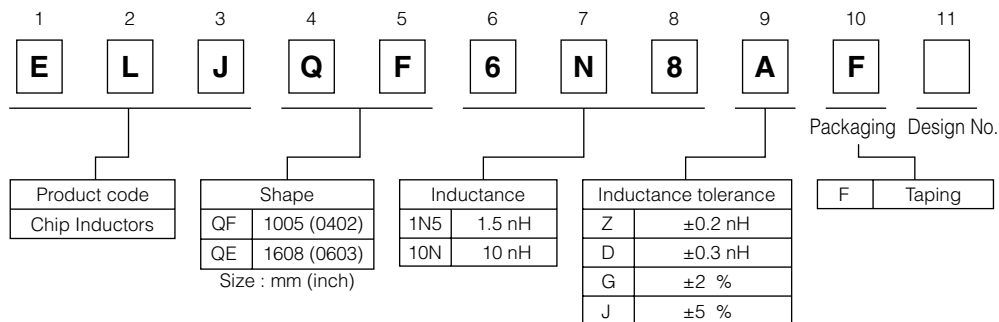 1 2 3 4 5 6 7 8 9 10 11
E L J Q F 6 N 8 A F
Packaging Design No.
Product code
Chip Inductors
Shape
QF 1005 (0402)
QE 1608 (0603)
Size : mm (inch)
Inductance
1N5 1.5 nH
10N 10 nH
Inductance tolerance
Z ±0.2 nH
D ±0.3 nH
G ±2 %
J ±5 %
F Taping